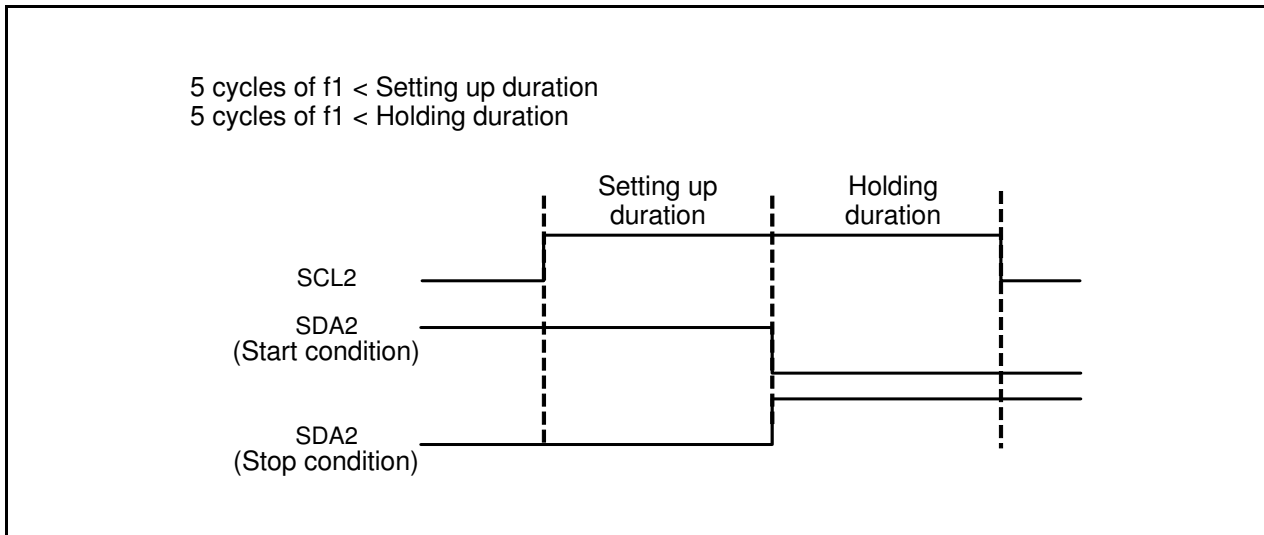 5 cycles of f1 < Setting up duration
5 cycles of f1 < Holding duration
Setting up
duration
Holding
duration
SCL2
SDA2
(Start condition)
SDA2
(Stop condition)